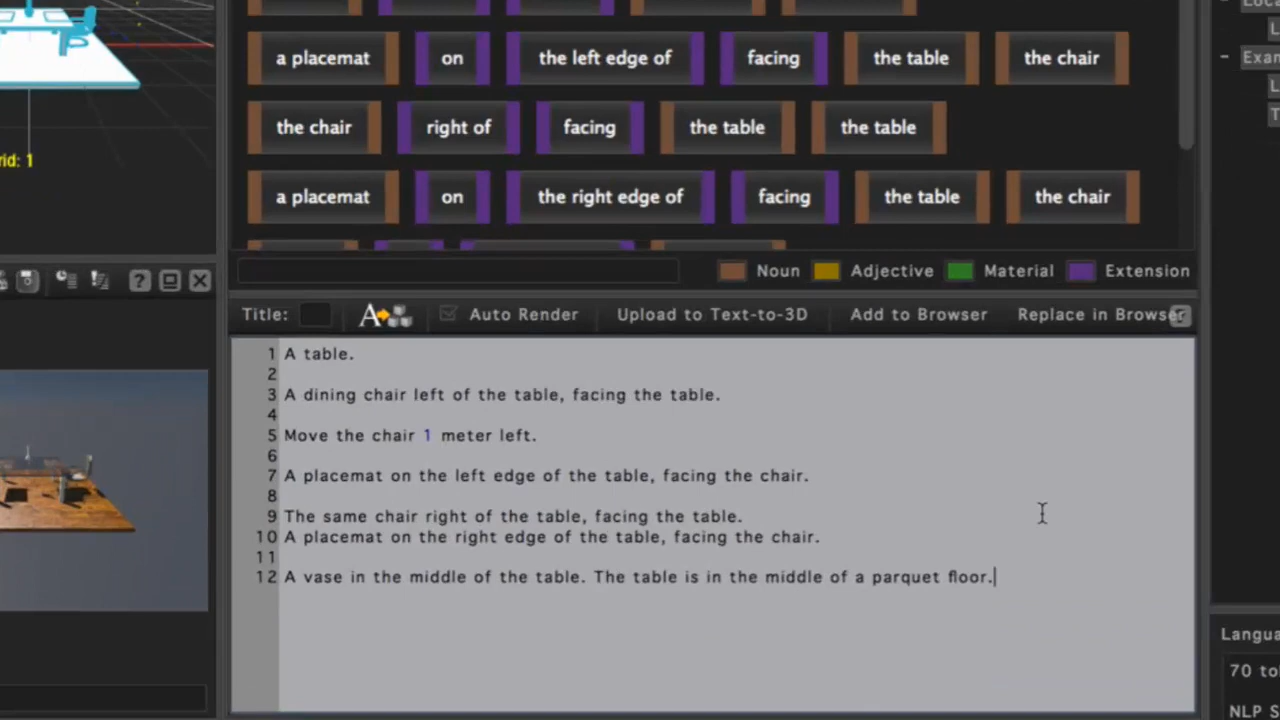 Loca
L
Exam
L
T
a placemat on the left edge of facing the table the chair
the chair right of facing the table the table
rid: 1
a placemat on the right edge of facing the table the chair
Noun Adjective Material Extension
?
Title: A Auto Render Upload to Text-to-3D Add to Browser Replace in Browser
1 A table.
2
3 A dining chair left of the table, facing the table.
4
5 Move the chair 1 meter left.
6
7 A placemat on the left edge of the table, facing the chair.
8
9 The same chair right of the table, facing the table.
10 A placemat on the right edge of the table, facing the chair.
11
12 A vase in the middle of the table. The table is in the middle of a parquet floor.
Langua
70 to
NLP S